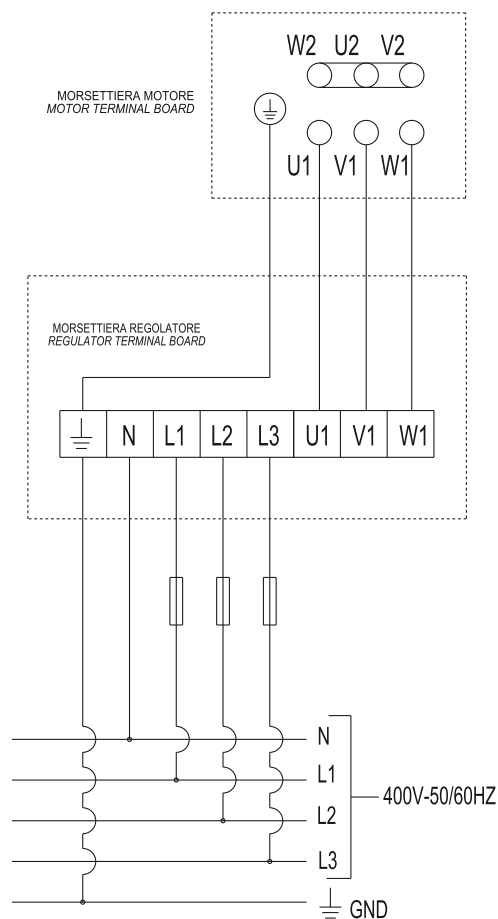 W2 U2 V2
MORSETTIERA MOTORE
MOTOR TERMINAL BOARD
U1 V1 W1
MORSETTIERA REGOLATORE
REGULATOR TERMINAL BOARD
N L1 L2 L3 U1 V1 W1
N
L1
400V-50/60HZ
L2
L3
GND